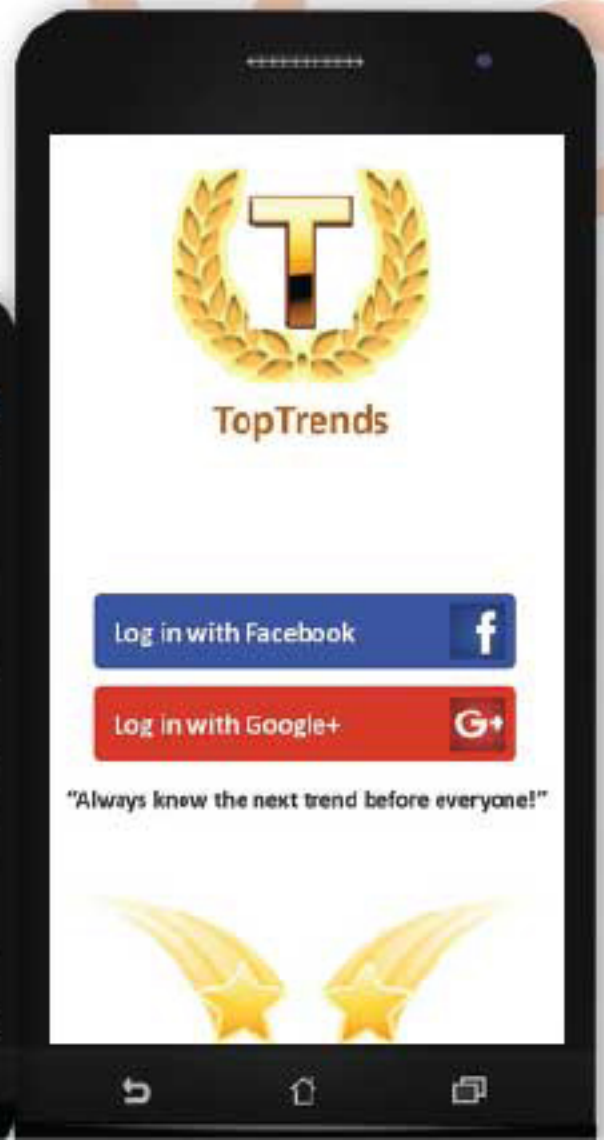 T
TopTrends
Log in with Facebook
f
Log in with Google+
G+
"Always know the next trend before everyone!"